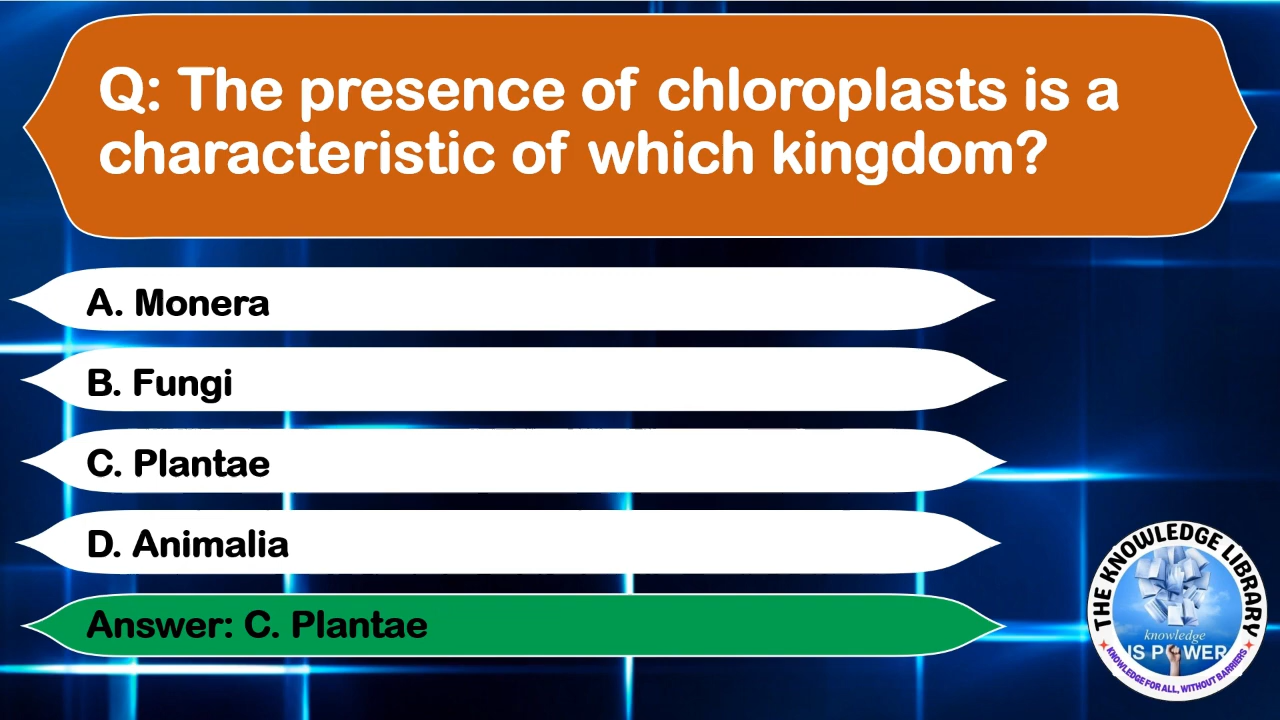 Q: The presence of chloroplasts is a
characteristic of which kingdom?
A. Monera
B. Fungi
C. Plantae
D. Animalia
Answer: C. Plantae
THE KNOWLEDGE LIBRARY
knowledge
IS POWER
KNOWLEDGE FOR ALL, WITHOUT BARRIERS